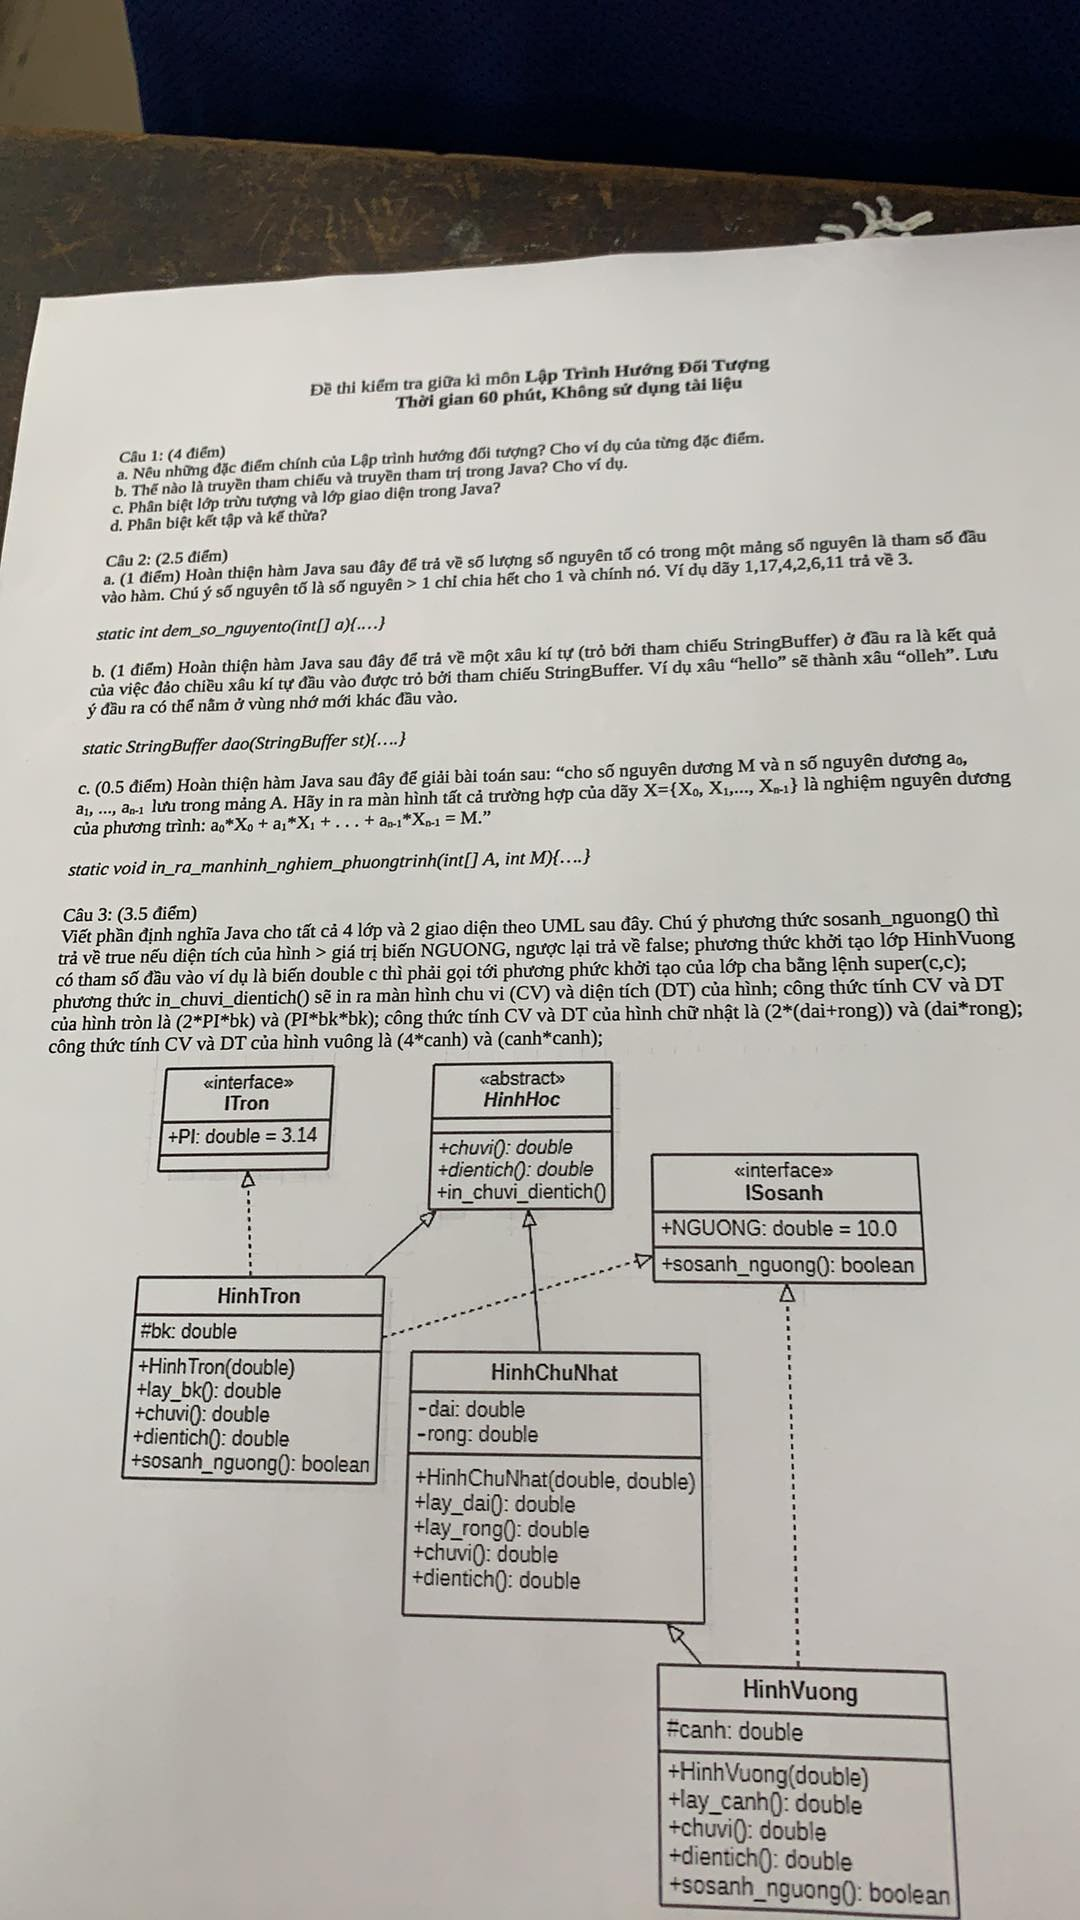 Đề thi kiểm tra giữa kì môn Lập Trình Hướng Đối Tượng
Thời gian 60 phút, Không sử dụng tài liệu
Câu 1: (4 điểm)
a. Nêu những đặc điểm chính của Lập trình hướng đối tượng? Cho ví dụ của từng đặc điểm.
b. Thế nào là truyền tham chiếu và truyền tham trị trong Java? Cho ví dụ.
c. Phân biệt lớp trừu tượng và lớp giao diện trong Java?
d. Phân biệt kết tập và kế thừa?
Câu 2: (2.5 điểm)
a. (1 điểm) Hoàn thiện hàm Java sau đây để trả về số lượng số nguyên tố có trong một mảng số nguyên là tham số đầu
vào hàm. Chú ý số nguyên tố là số nguyên > 1 chỉ chia hết cho 1 và chính nó. Ví dụ dãy 1,17,4,2,6,11 trả về 3.
static int dem_so_nguyento(int[] a){....}
b. (1 điểm) Hoàn thiện hàm Java sau đây để trả về một xâu kí tự (trỏ bởi tham chiếu StringBuffer) ở đầu ra là kết quả
của việc đảo chiều xâu kí tự đầu vào được trỏ bởi tham chiếu StringBuffer. Ví dụ xâu “hello” sẽ thành xâu “olleh”. Lưu
ý đầu ra có thể nằm ở vùng nhớ mới khác đầu vào.
static StringBuffer dao(StringBuffer st){....}
c. (0.5 điểm) Hoàn thiện hàm Java sau đây để giải bài toán sau: “cho số nguyên dương M và n số nguyên dương a₀,
a₁, ..., aₙ₋₁ lưu trong mảng A. Hãy in ra màn hình tất cả trường hợp của dãy X={X₀, X₁,..., Xₙ₋₁} là nghiệm nguyên dương
của phương trình: a₀*X₀ + a₁*X₁ + . . . + aₙ₋₁*Xₙ₋₁ = M.”
static void in_ra_manhinh_nghiem_phuongtrinh(int[] A, int M){....}
Câu 3: (3.5 điểm)
Viết phần định nghĩa Java cho tất cả 4 lớp và 2 giao diện theo UML sau đây. Chú ý phương thức sosanh_nguong() thì
trả về true nếu diện tích của hình > giá trị biến NGUONG, ngược lại trả về false; phương thức khởi tạo lớp HinhVuong
có tham số đầu vào ví dụ là biến double c thì phải gọi tới phương phức khởi tạo của lớp cha bằng lệnh super(c,c);
phương thức in_chuvi_dientich() sẽ in ra màn hình chu vi (CV) và diện tích (DT) của hình; công thức tính CV và DT
của hình tròn là (2*PI*bk) và (PI*bk*bk); công thức tính CV và DT của hình chữ nhật là (2*(dai+rong)) và (dai*rong);
công thức tính CV và DT của hình vuông là (4*canh) và (canh*canh);
«interface»
ITron
+PI: double = 3.14
«abstract»
HinhHoc
+chuvi(): double
+dientich(): double
+in_chuvi_dientich()
«interface»
ISosanh
+NGUONG: double = 10.0
+sosanh_nguong(): boolean
HinhTron
#bk: double
+HinhTron(double)
+lay_bk(): double
+chuvi(): double
+dientich(): double
+sosanh_nguong(): boolean
HinhChuNhat
-dai: double
-rong: double
+HinhChuNhat(double, double)
+lay_dai(): double
+lay_rong(): double
+chuvi(): double
+dientich(): double
HinhVuong
#canh: double
+HinhVuong(double)
+lay_canh(): double
+chuvi(): double
+dientich(): double
+sosanh_nguong(): boolean